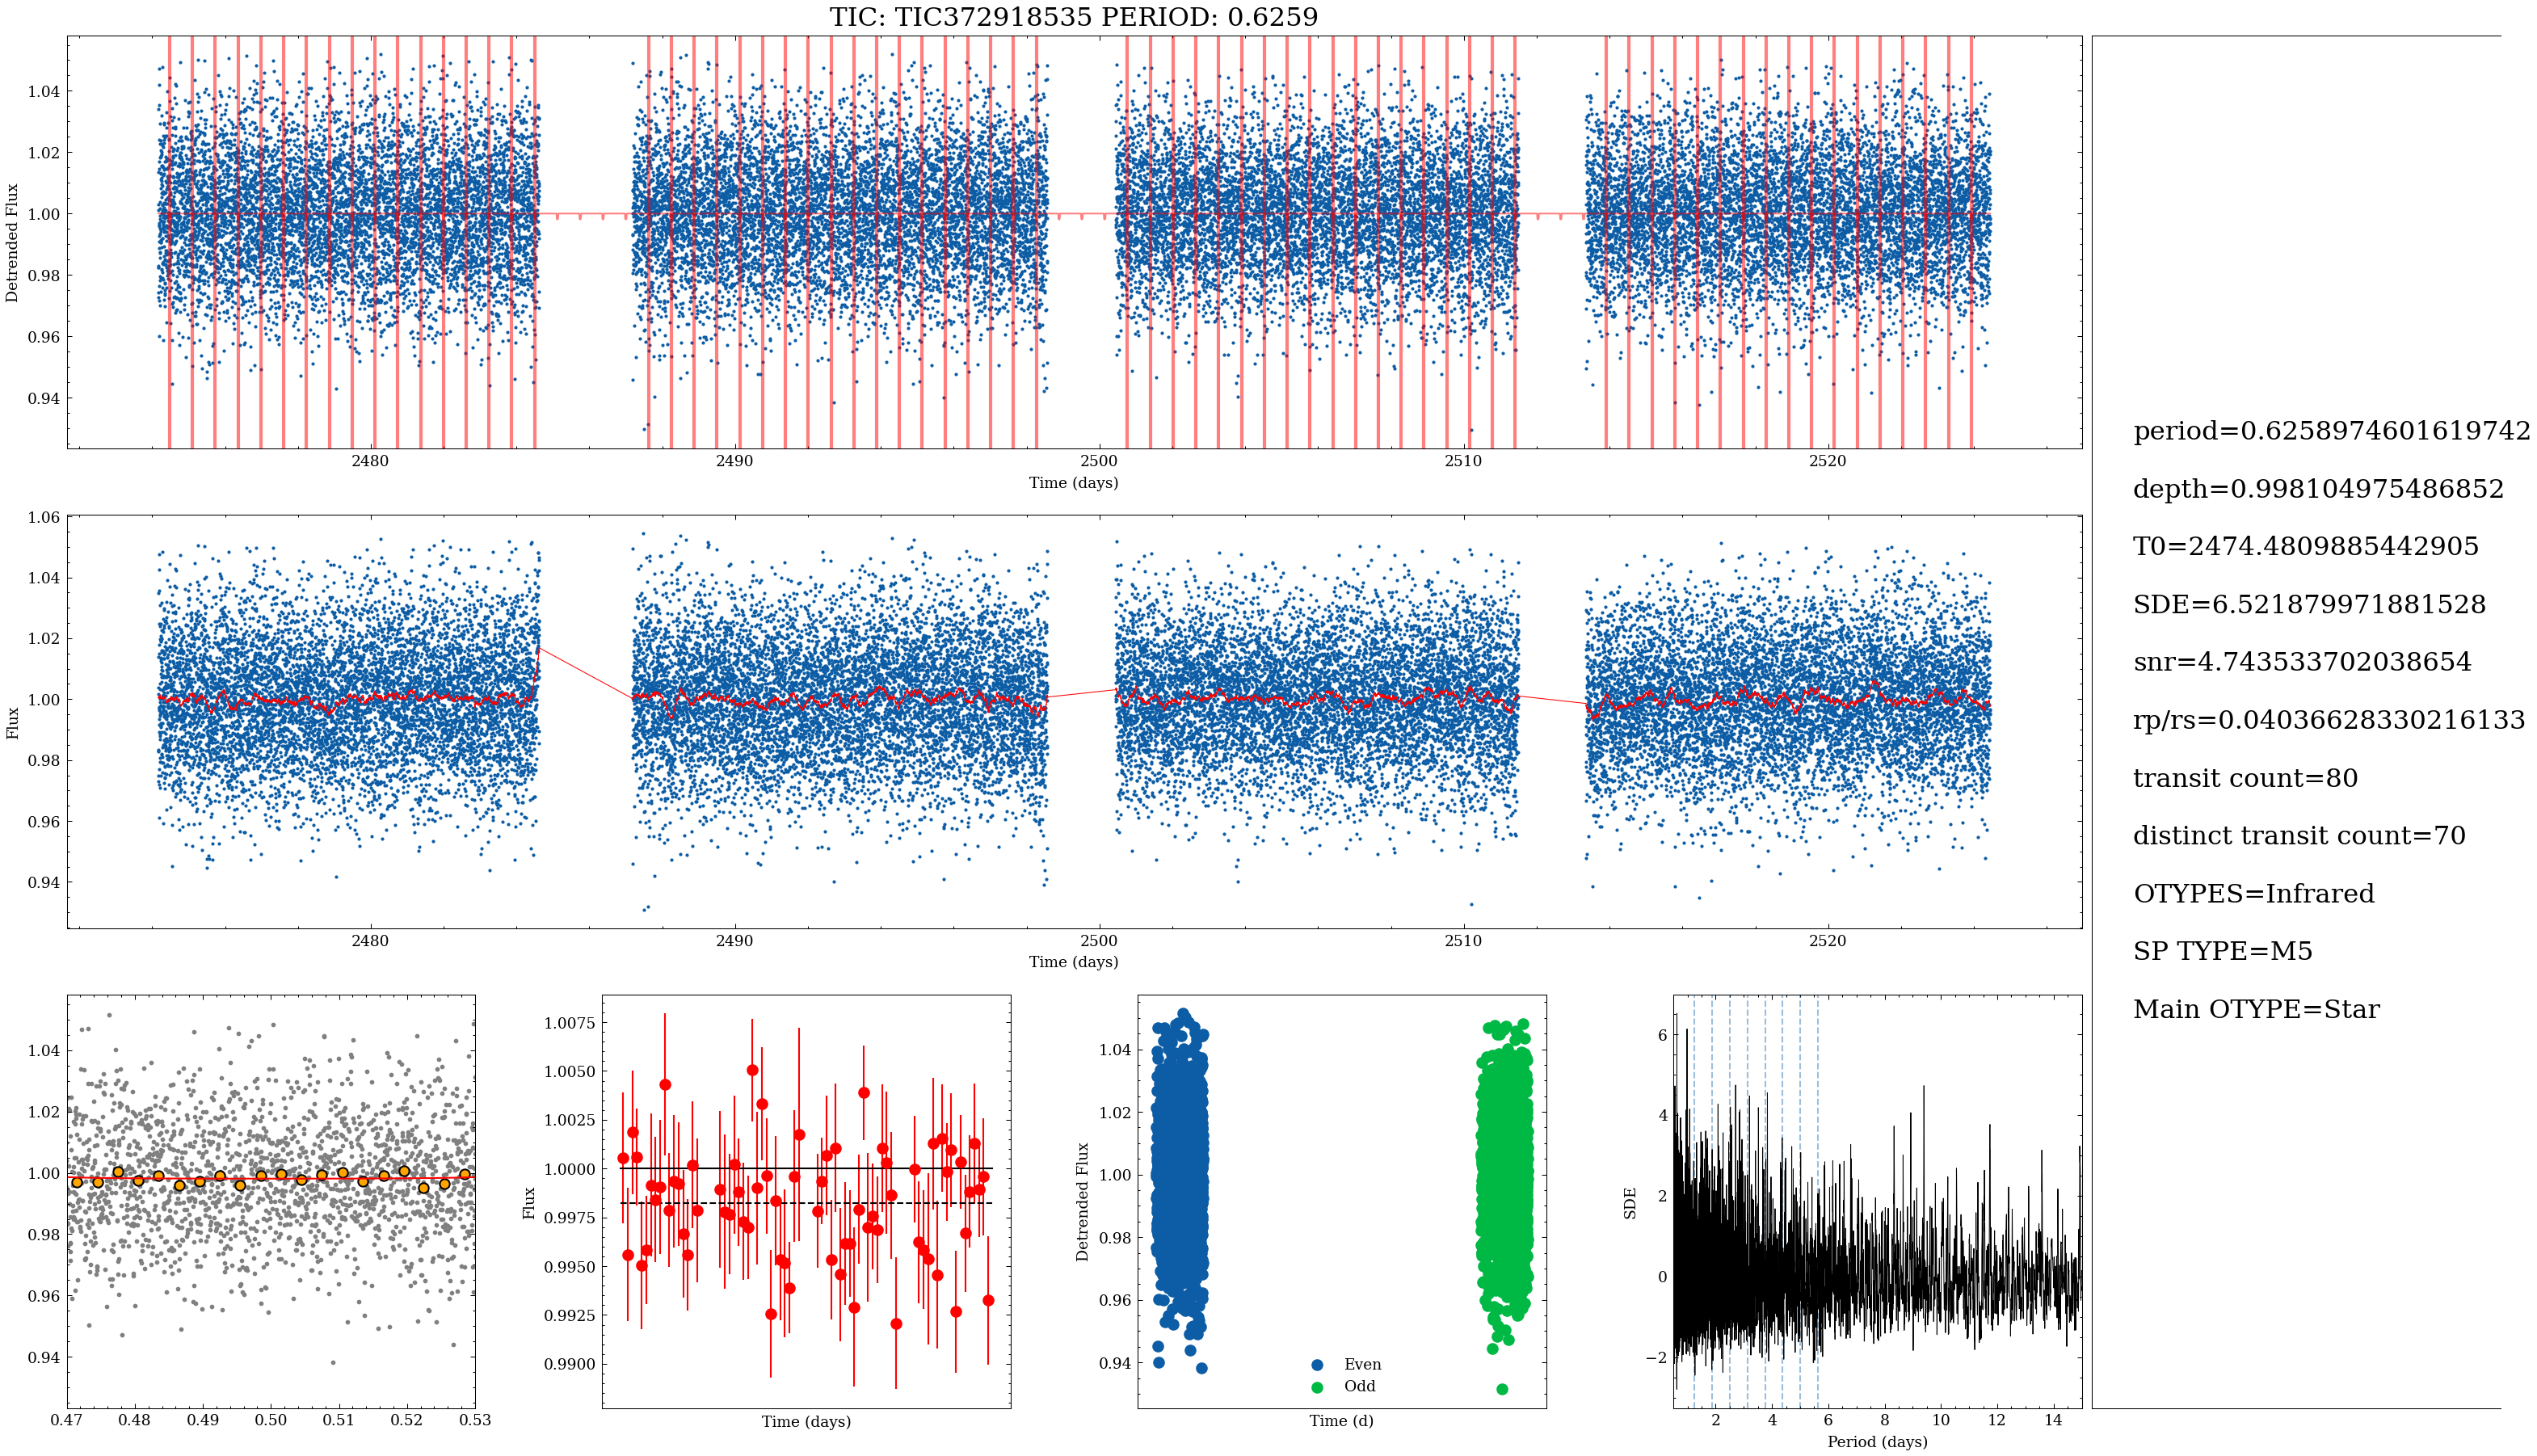 TIC: TIC372918535 PERIOD: 0.6259
1.04
1.02
1.00
0.98
0.96
0.94
Detrended Flux
2480
2490
2500
2510
2520
Time (days)
1.06
1.04
1.02
1.00
0.98
0.96
0.94
Flux
2480
2490
2500
2510
2520
Time (days)
period=0.6258974601619742
depth=0.998104975486852
T0=2474.4809885442905
SDE=6.521879971881528
snr=4.743533702038654
rp/rs=0.04036628330216133
transit count=80
distinct transit count=70
OTYPES=Infrared
SP TYPE=M5
Main OTYPE=Star
1.04
1.02
1.00
0.98
0.96
0.94
0.47
0.48
0.49
0.50
0.51
0.52
0.53
1.0075
1.0050
1.0025
1.0000
0.9975
0.9950
0.9925
0.9900
Flux
Time (days)
1.04
1.02
1.00
0.98
0.96
0.94
Detrended Flux
Even
Odd
Time (d)
6
4
2
0
−2
SDE
2
4
6
8
10
12
14
Period (days)